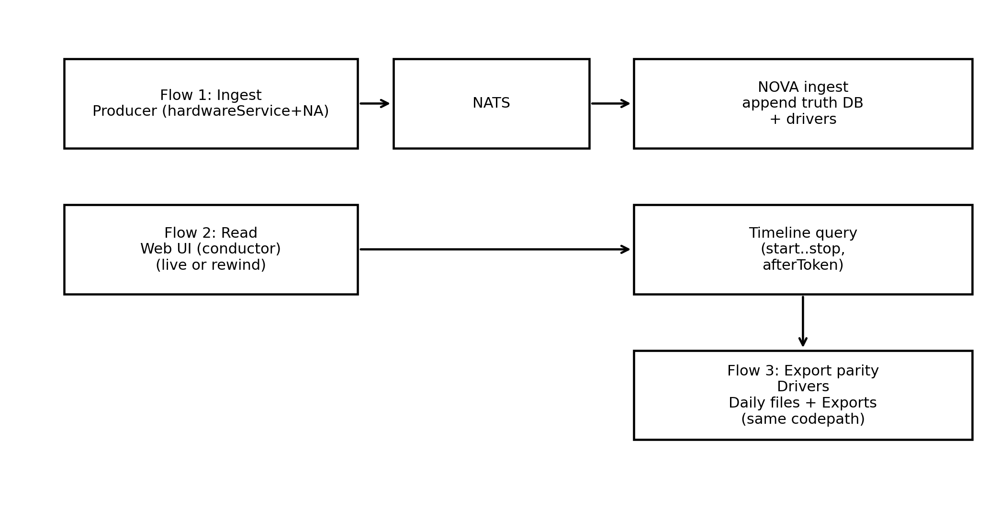 Flow 1: Ingest
Producer (hardwareService+NA)
NATS
NOVA ingest
append truth DB
+ drivers
Flow 2: Read
Web UI (conductor)
(live or rewind)
Timeline query
(start..stop,
afterToken)
Flow 3: Export parity
Drivers
Daily files + Exports
(same codepath)